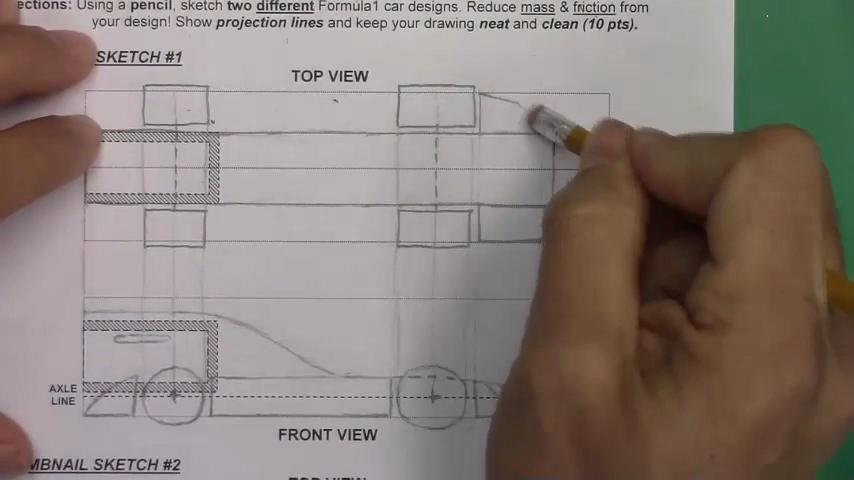 ections: Using a pencil, sketch two different Formula1 car designs. Reduce mass & friction from
your design! Show projection lines and keep your drawing neat and clean (10 pts).
SKETCH #1
TOP VIEW
AXLE
LINE
FRONT VIEW
MBNAIL SKETCH #2
TOP VIEW